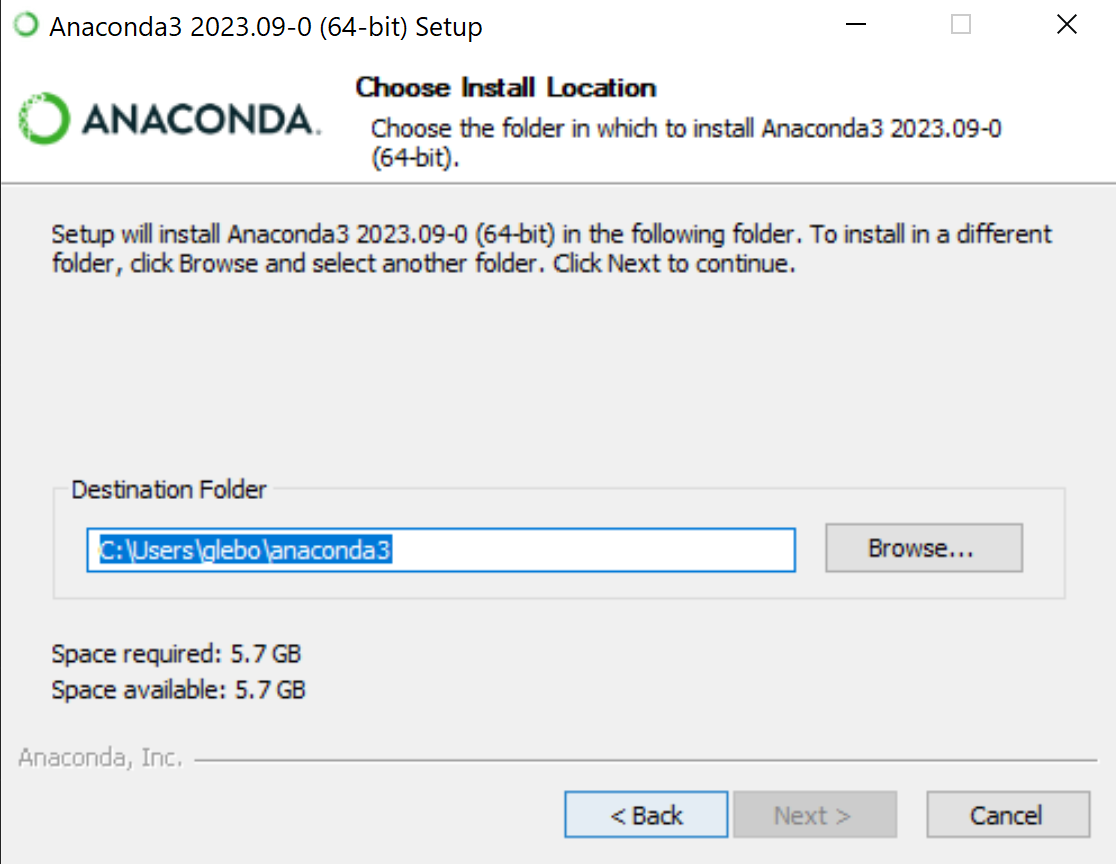 Anaconda3 2023.09-0 (64-bit) Setup
ANACONDA.
Choose Install Location
Choose the folder in which to install Anaconda3 2023.09-0
(64-bit).
Setup will install Anaconda3 2023.09-0 (64-bit) in the following folder. To install in a different
folder, click Browse and select another folder. Click Next to continue.
Destination Folder
C:\Users\glebo\anaconda3
Browse...
Space required: 5.7 GB
Space available: 5.7 GB
Anaconda, Inc.
< Back
Next >
Cancel